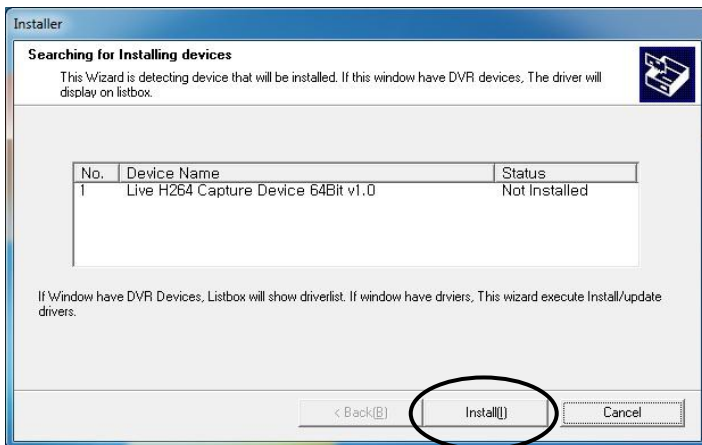 Installer
Searching for Installing devices
This Wizard is detecting device that will be installed. If this window have DVR devices, The driver will
display on listbox.
No. Device Name Status
1 Live H264 Capture Device 64Bit v1.0 Not Installed
If Window have DVR Devices, Listbox will show driverlist. If window have drviers, This wizard execute Install/update
drivers.
< Back(B) Install(I) Cancel